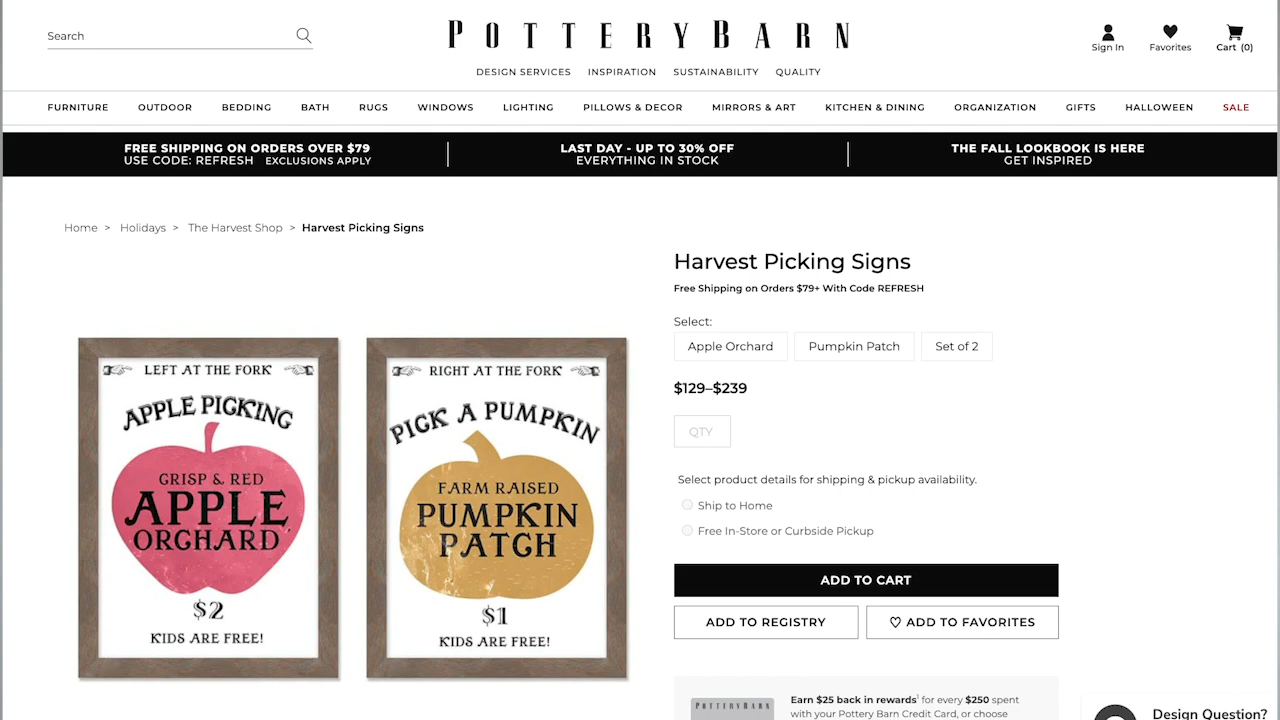 Search
POTTERYBARN
Sign In
Favorites
Cart (0)
DESIGN SERVICES INSPIRATION SUSTAINABILITY QUALITY
FURNITURE OUTDOOR BEDDING BATH RUGS WINDOWS LIGHTING PILLOWS & DECOR MIRRORS & ART KITCHEN & DINING ORGANIZATION GIFTS HALLOWEEN SALE
FREE SHIPPING ON ORDERS OVER $79
USE CODE: REFRESH EXCLUSIONS APPLY
LAST DAY - UP TO 30% OFF
EVERYTHING IN STOCK
THE FALL LOOKBOOK IS HERE
GET INSPIRED
Home > Holidays > The Harvest Shop > Harvest Picking Signs
LEFT AT THE FORK
APPLE PICKING
CRISP & RED
APPLE
ORCHARD
$2
KIDS ARE FREE!
RIGHT AT THE FORK
PICK A PUMPKIN
FARM RAISED
PUMPKIN
PATCH
$1
KIDS ARE FREE!
Harvest Picking Signs
Free Shipping on Orders $79+ With Code REFRESH
Select:
Apple Orchard Pumpkin Patch Set of 2
$129–$239
QTY
Select product details for shipping & pickup availability.
Ship to Home
Free In-Store or Curbside Pickup
ADD TO CART
ADD TO REGISTRY
ADD TO FAVORITES
POTTERYBARN
Earn $25 back in rewards¹ for every $250 spent
with your Pottery Barn Credit Card, or choose
Design Question?